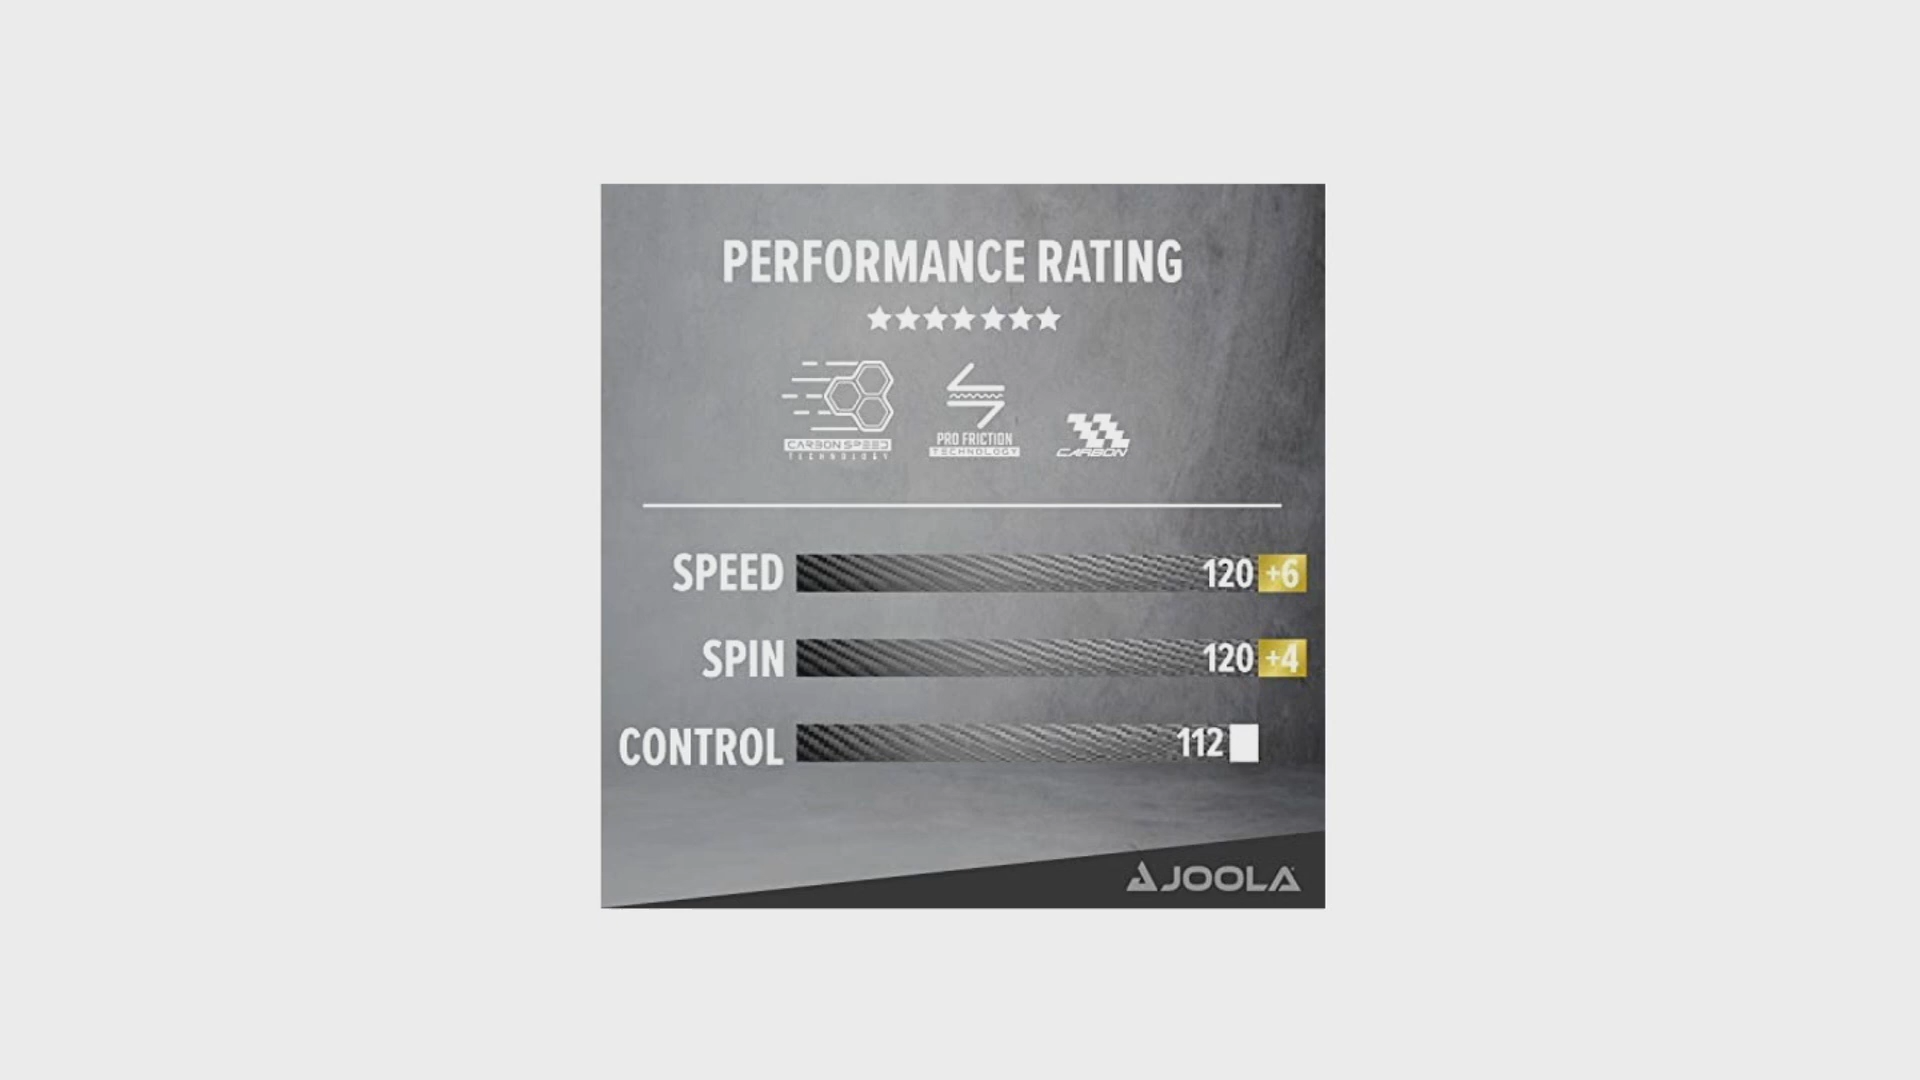 PERFORMANCE RATING
CARBON SPEED
TECHNOLOGY
PRO FRICTION
TECHNOLOGY
CARBON
SPEED 120 +6
SPIN 120 +4
CONTROL 112
JOOLA